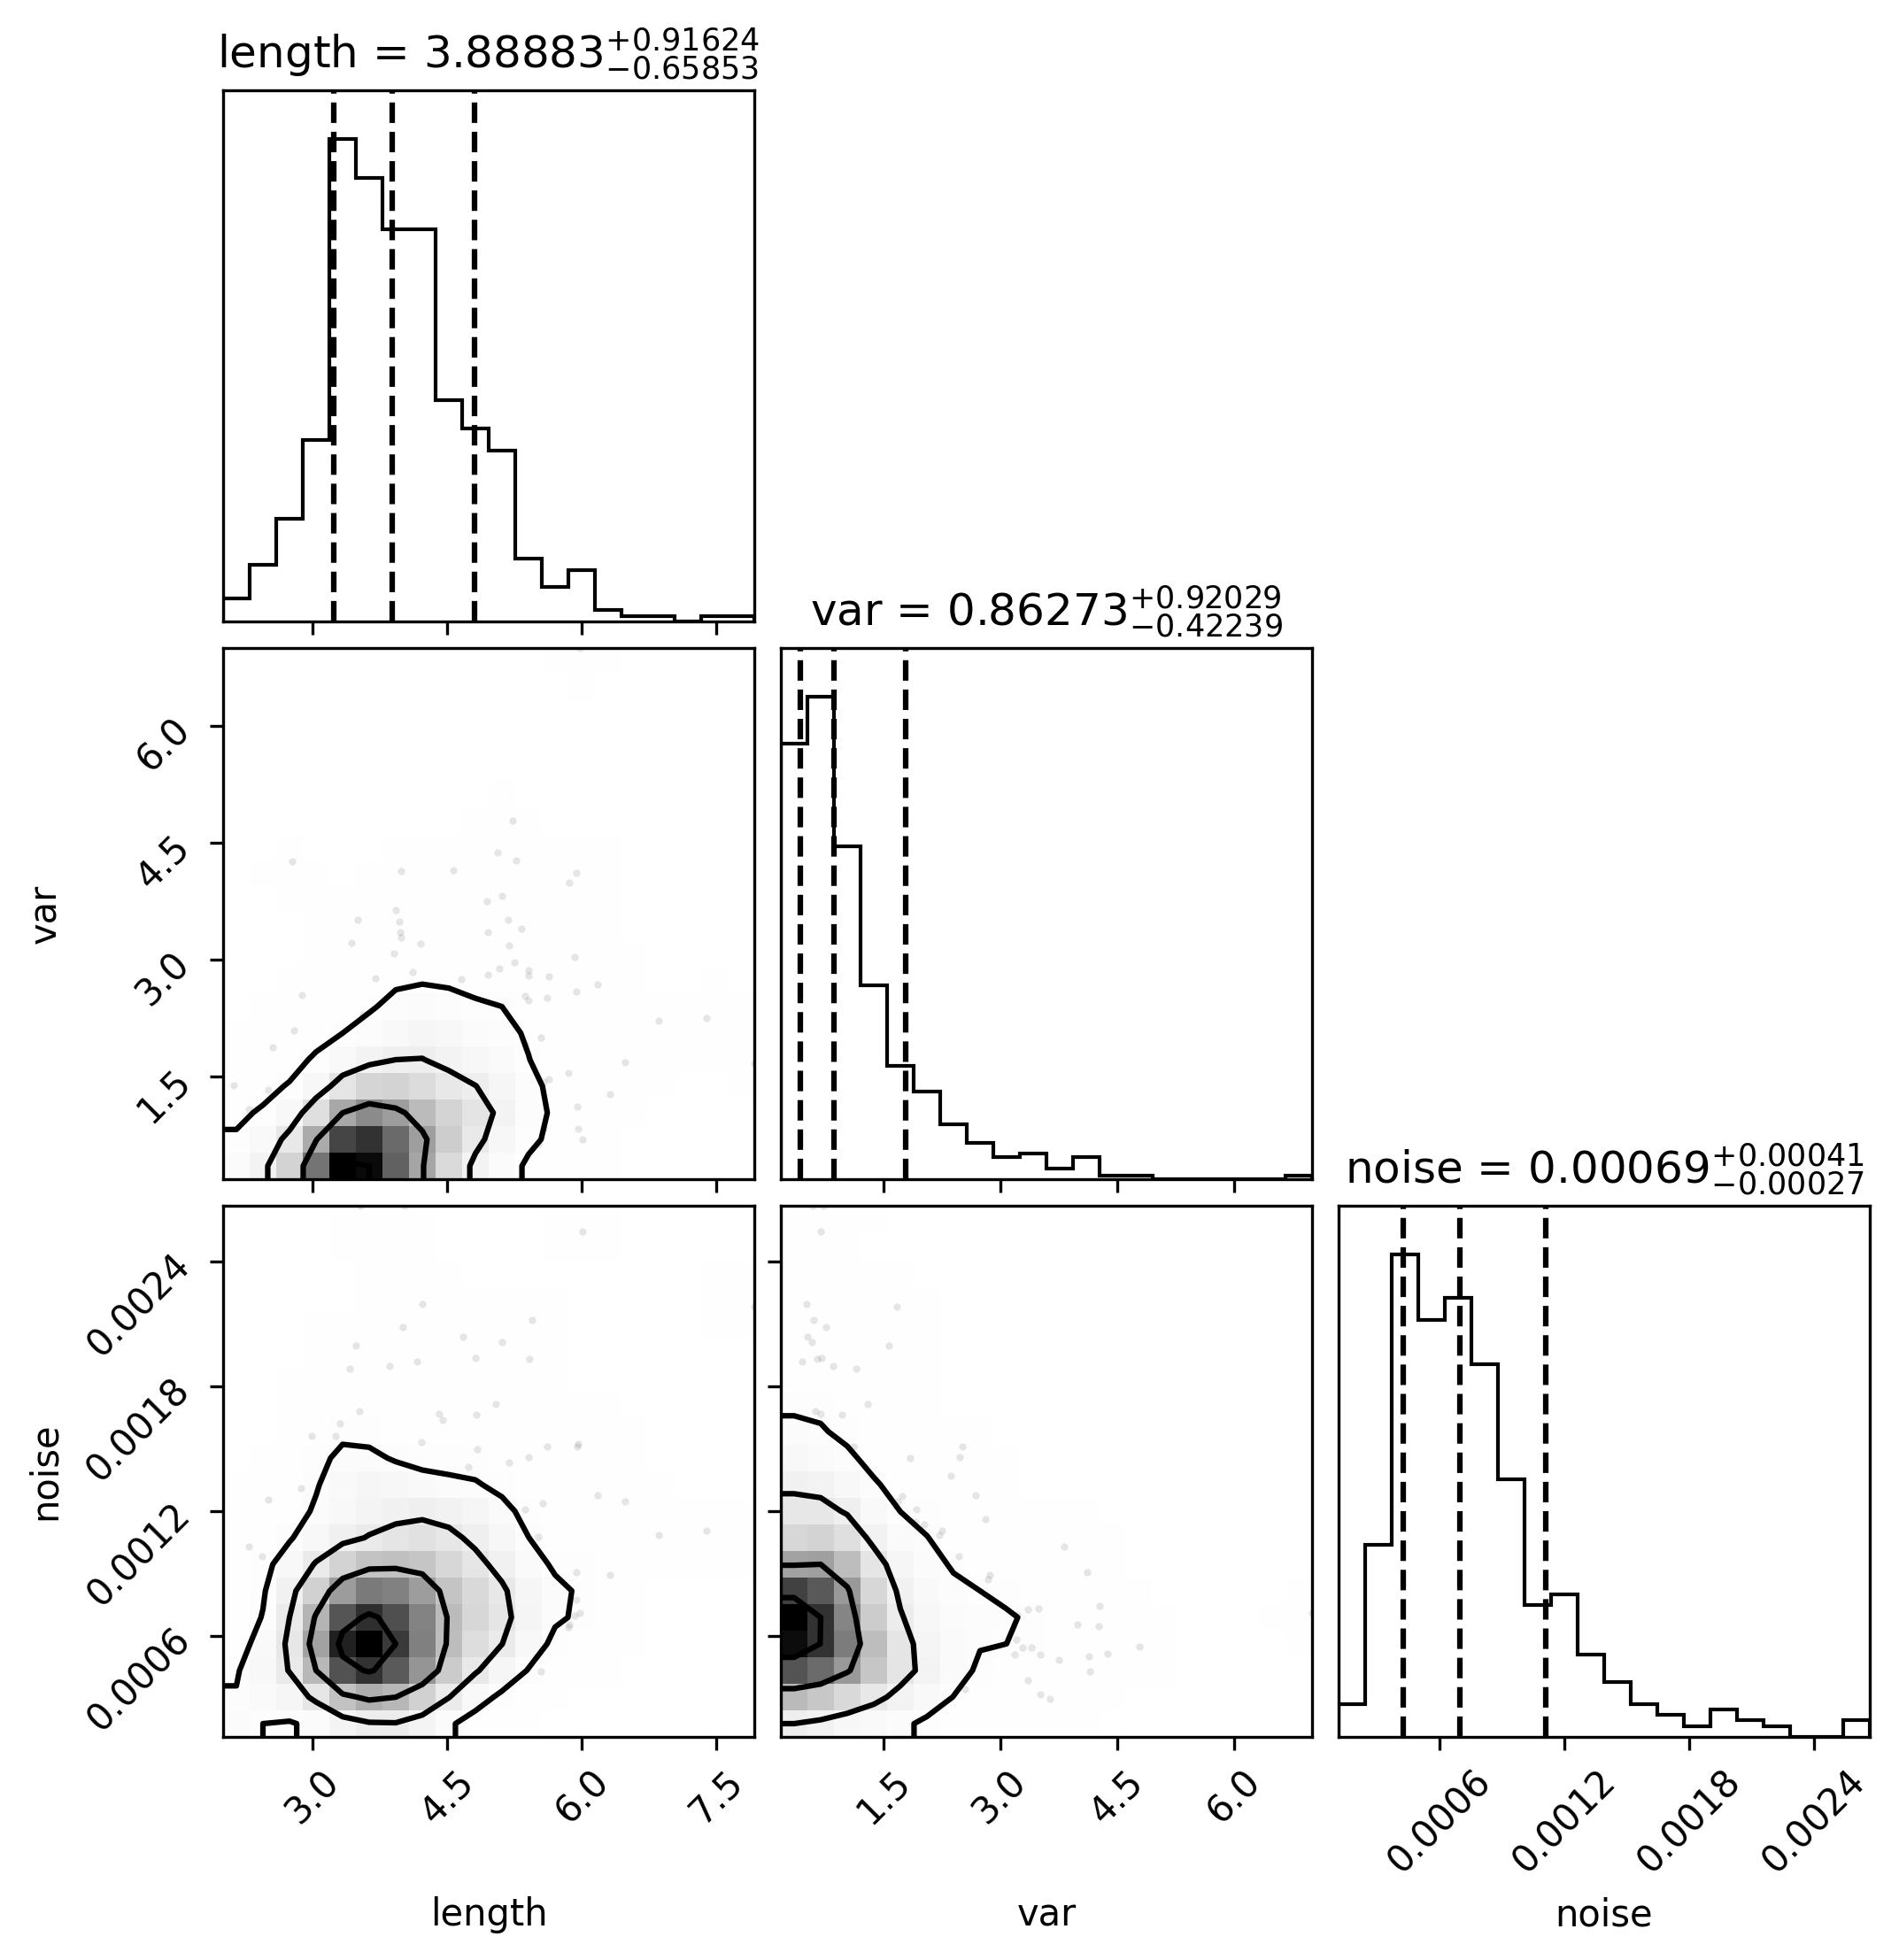 length = 3.88883+0.91624−0.65853
var = 0.86273+0.92029−0.42239
6.0
4.5
3.0
1.5
var
noise = 0.00069+0.00041−0.00027
0.0024
0.0018
0.0012
0.0006
noise
3.0 4.5 6.0 7.5
1.5 3.0 4.5 6.0
0.0006 0.0012 0.0018 0.0024
length
var
noise